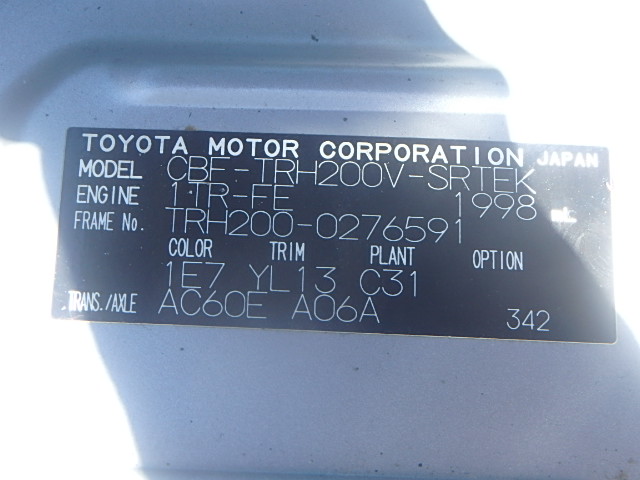 TOYOTA MOTOR CORPORATION JAPAN
MODEL CBF-TRH200V-SRTEK
ENGINE 1TR-FE 1998 mL
FRAME No. TRH200-0276591
COLOR TRIM PLANT OPTION
1E7 YL13 C31
TRANS./AXLE AC60E A06A 342